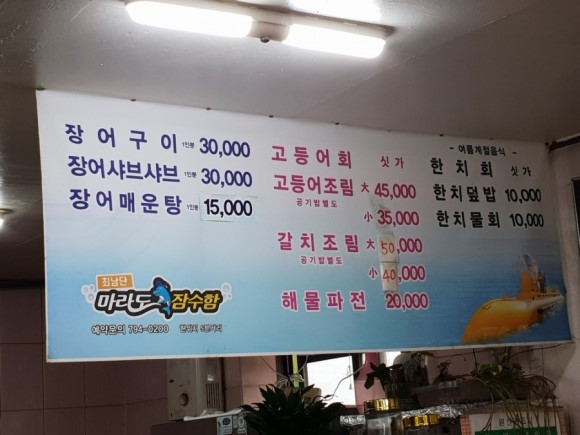 장어구이 1인분 30,000
장어샤브샤브 1인분 30,000
장어매운탕 1인분 15,000
고등어회 싯가
고등어조림 大 45,000
공기밥별도
小 35,000
갈치조림 大 50,000
공기밥별도
小 40,000
해물파전 20,000
- 여름계절음식 -
한치회 싯가
한치덮밥 10,000
한치물회 10,000
최남단
마라도 잠수함
예약문의 794-0200